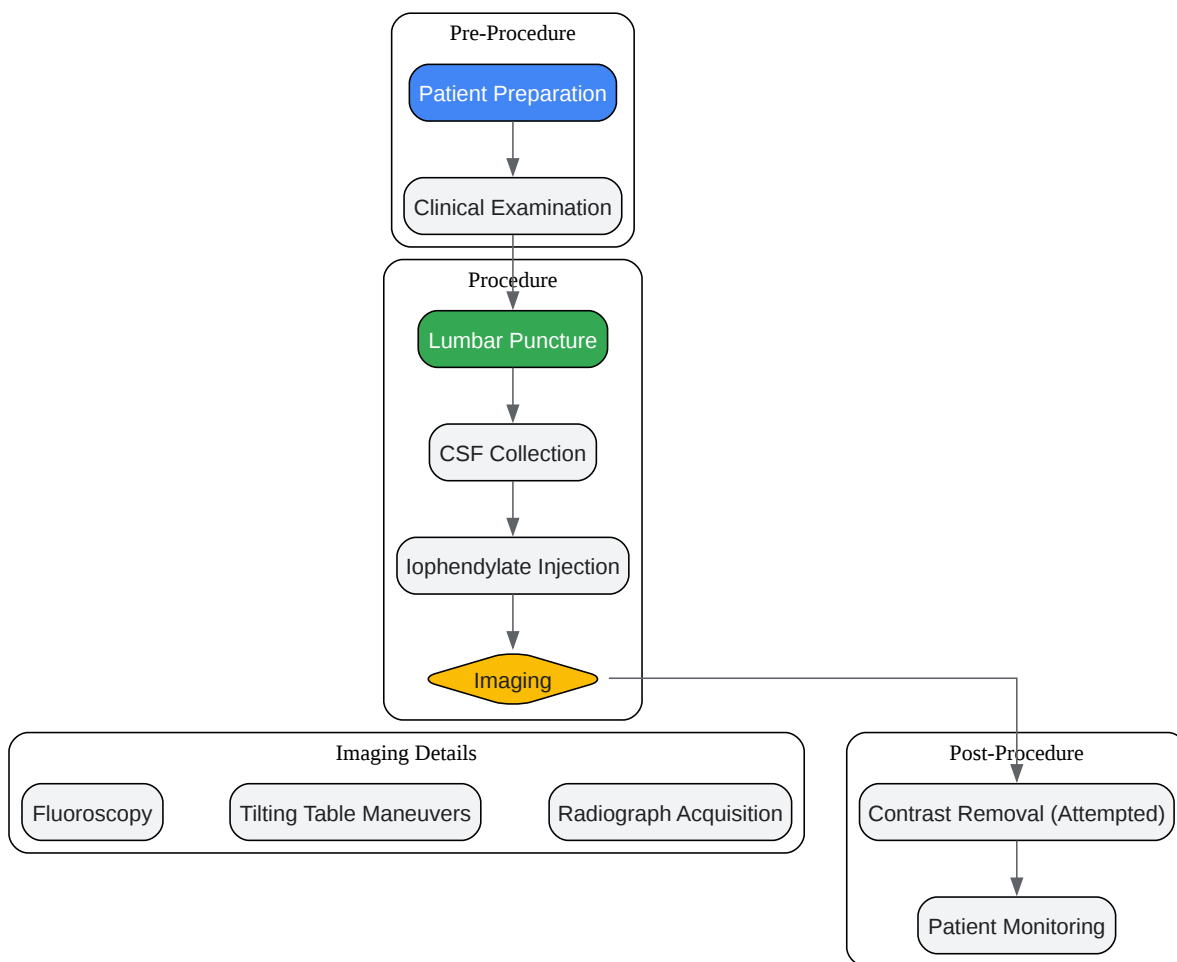 Pre-Procedure
Patient Preparation
Clinical Examination
Procedure
Lumbar Puncture
CSF Collection
Iophendylate Injection
Imaging
Imaging Details
Fluoroscopy
Tilting Table Maneuvers
Radiograph Acquisition
Post-Procedure
Contrast Removal (Attempted)
Patient Monitoring